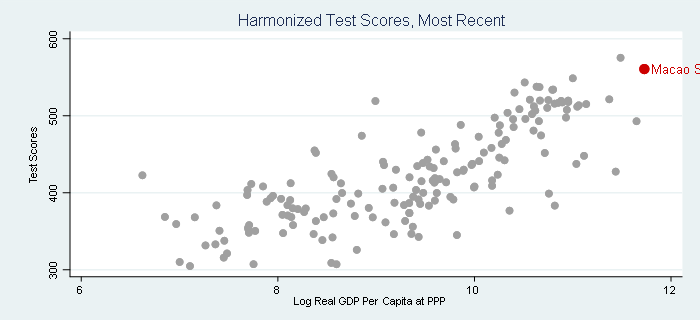 Harmonized Test Scores, Most Recent
Test Scores
600
500
400
300
Macao S
6
8
10
12
Log Real GDP Per Capita at PPP